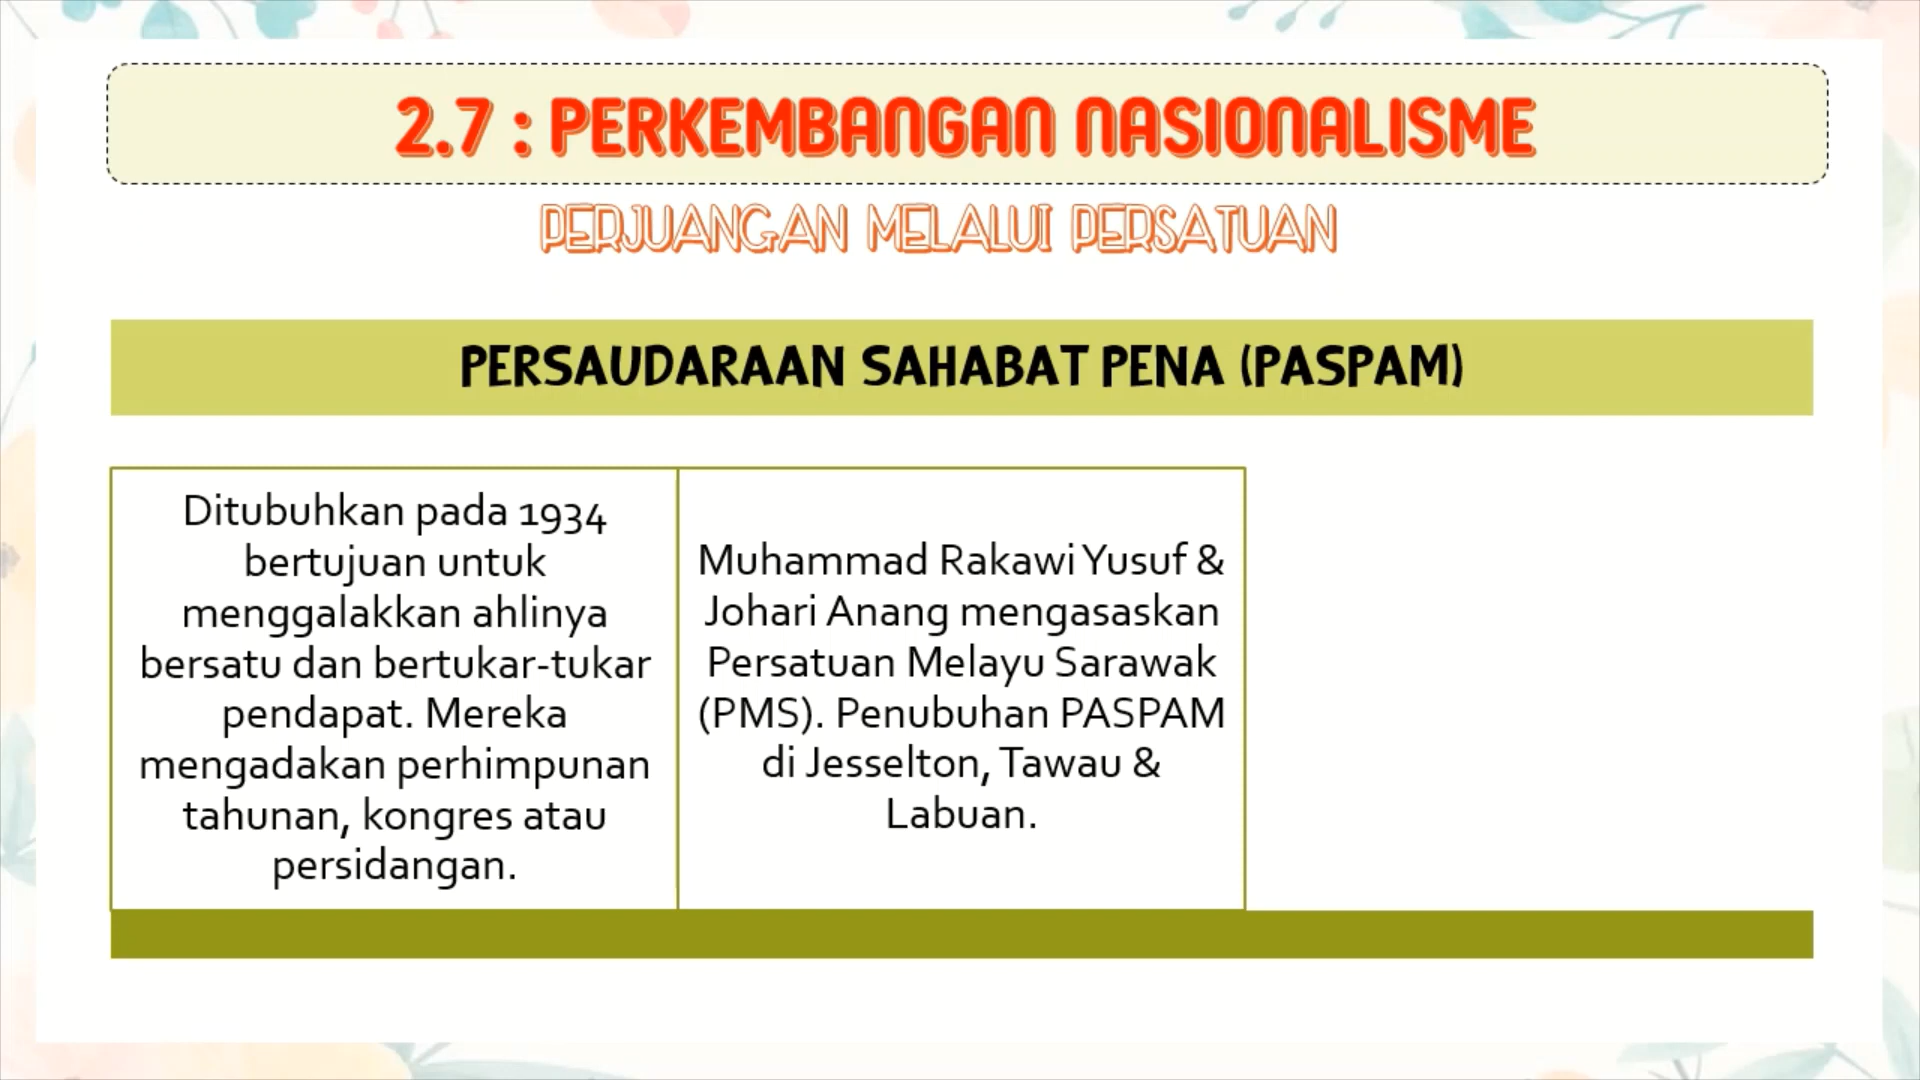 2.7 : PERKEMBANGAN NASIONALISME
PERJUANGAN MELALUI PERSATUAN
PERSAUDARAAN SAHABAT PENA (PASPAM)
Ditubuhkan pada 1934
bertujuan untuk
menggalakkan ahlinya
bersatu dan bertukar-tukar
pendapat. Mereka
mengadakan perhimpunan
tahunan, kongres atau
persidangan.
Muhammad Rakawi Yusuf &
Johari Anang mengasaskan
Persatuan Melayu Sarawak
(PMS). Penubuhan PASPAM
di Jesselton, Tawau &
Labuan.